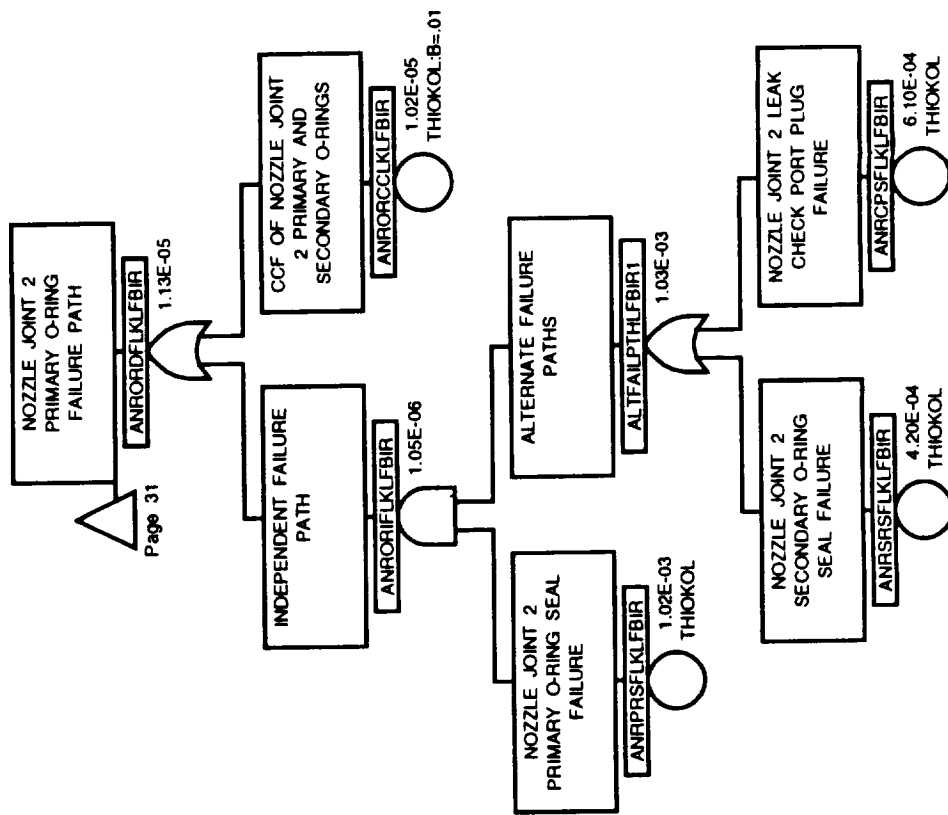 NOZZLE JOINT 2
PRIMARY O-RING
FAILURE PATH
Page 31
ANRORDFLKLFBIR
1.13E-05
INDEPENDENT FAILURE
PATH
ANRORIFLKLFBIR
1.05E-06
CCF OF NOZZLE JOINT
2 PRIMARY AND
SECONDARY O-RINGS
ANRORCCLKLFBIR
1.02E-05
THIOKOL:B=.01
NOZZLE JOINT 2
PRIMARY O-RING SEAL
FAILURE
ANRPRSFLKLFBIR
1.02E-03
THIOKOL
ALTERNATE FAILURE
PATHS
ALTFAILPTHLFBIR1
1.03E-03
NOZZLE JOINT 2
SECONDARY O-RING
SEAL FAILURE
ANRSRSFLKLFBIR
4.20E-04
THIOKOL
NOZZLE JOINT 2 LEAK
CHECK PORT PLUG
FAILURE
ANRCPSFLKLFBIR
6.10E-04
THIOKOL